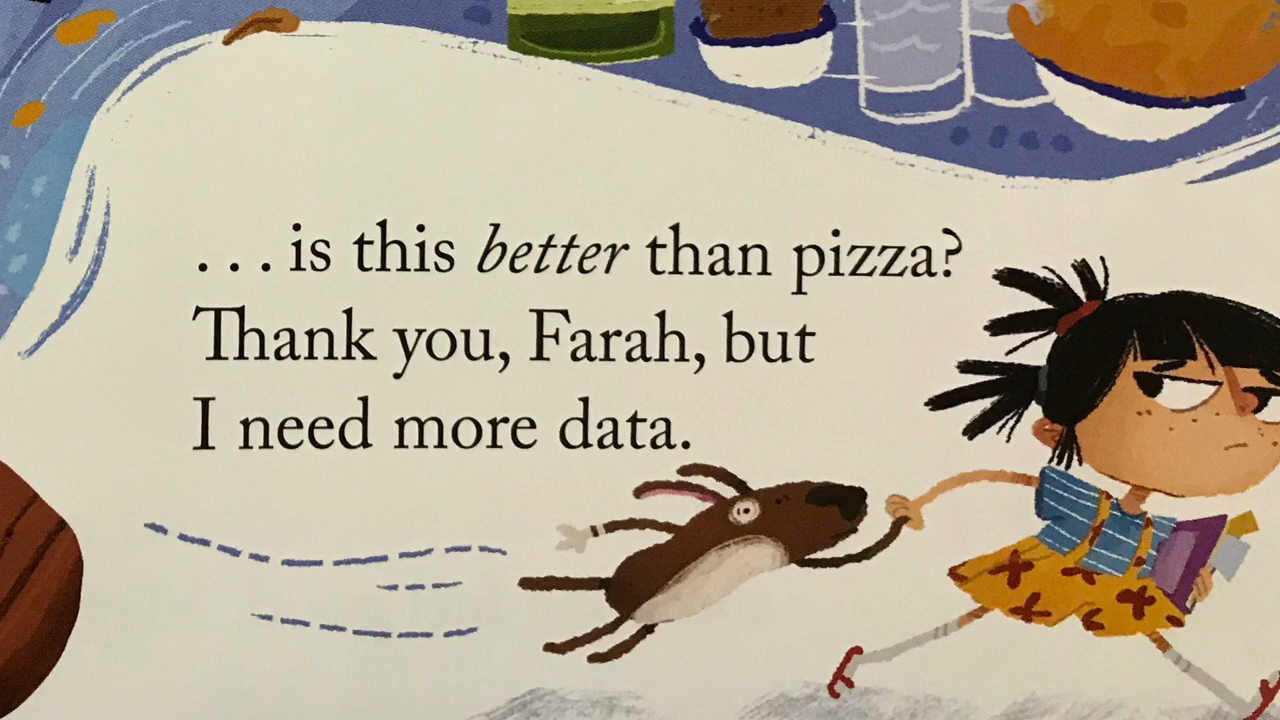 . . . is this better than pizza?
Thank you, Farah, but
I need more data.